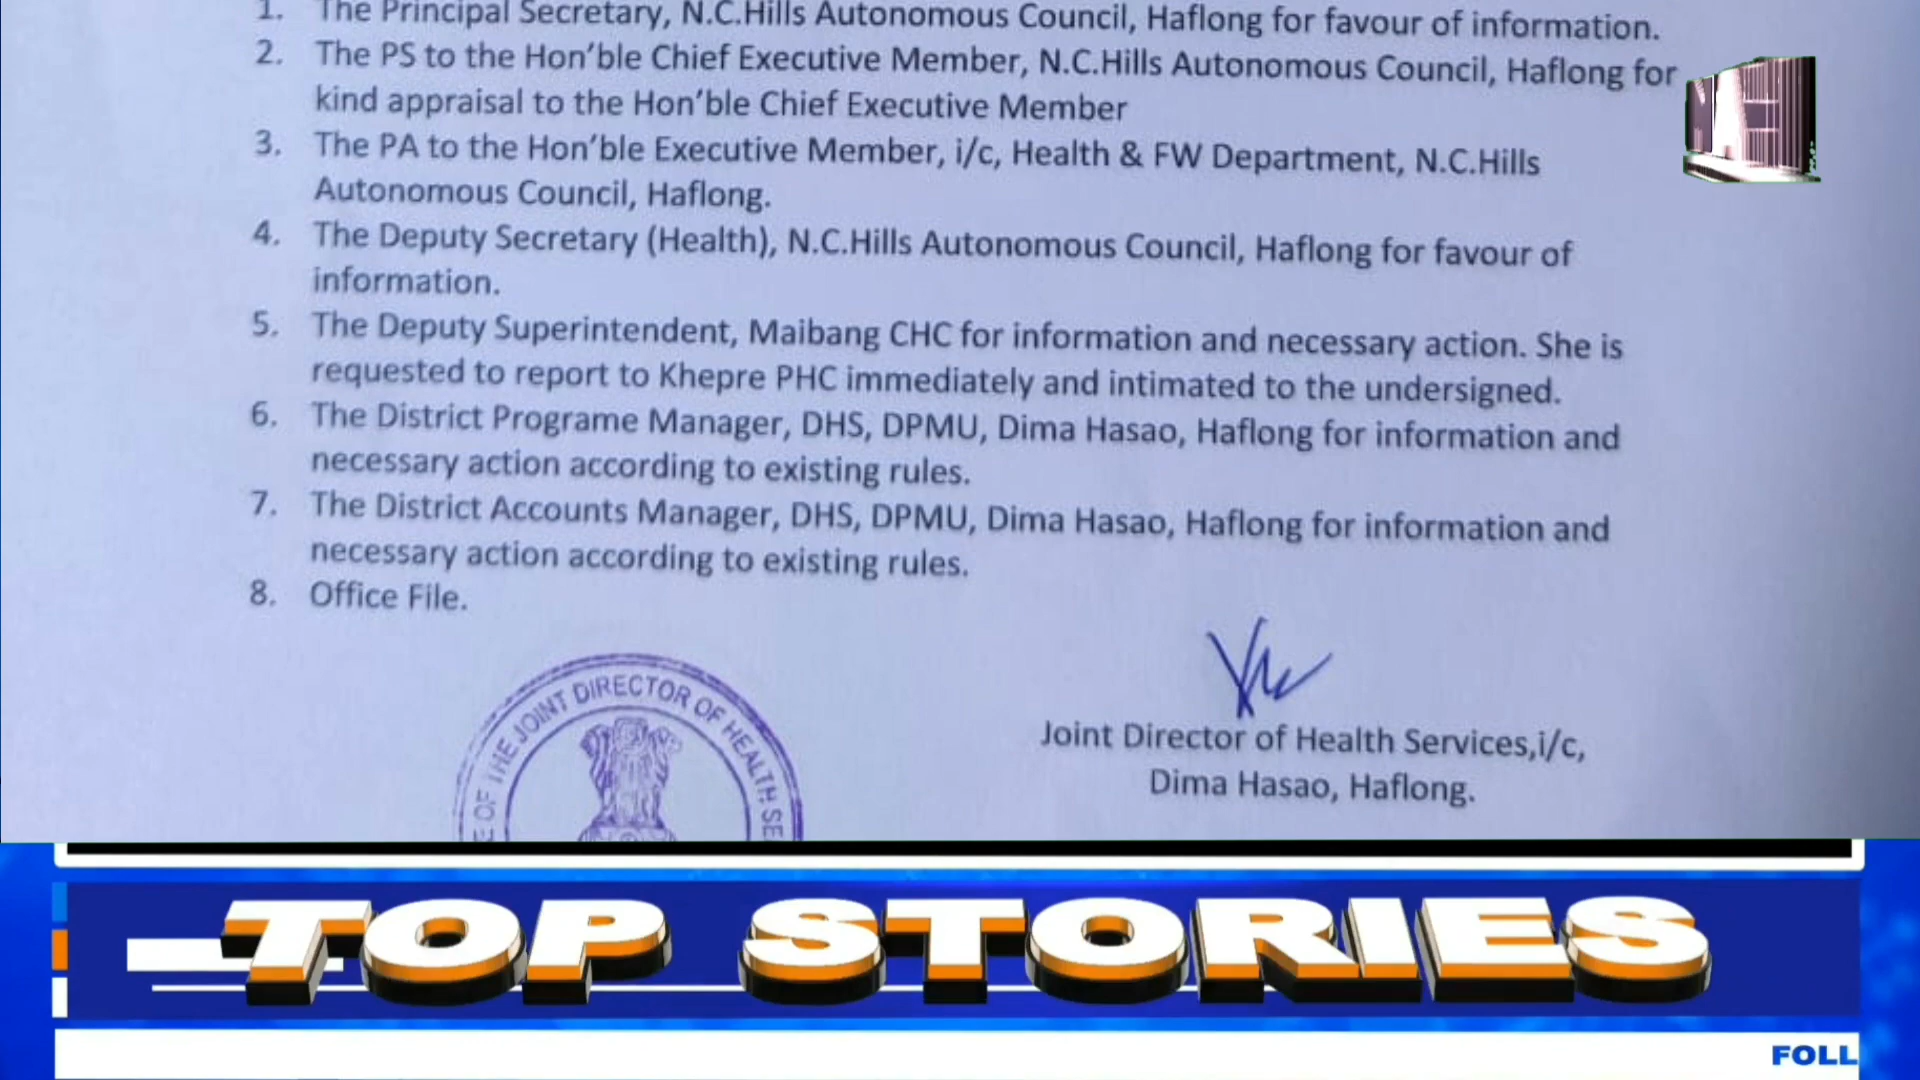 1. The Principal Secretary, N.C.Hills Autonomous Council, Haflong for favour of information.
2. The PS to the Hon’ble Chief Executive Member, N.C.Hills Autonomous Council, Haflong for
kind appraisal to the Hon’ble Chief Executive Member
3. The PA to the Hon’ble Executive Member, i/c, Health & FW Department, N.C.Hills
Autonomous Council, Haflong.
4. The Deputy Secretary (Health), N.C.Hills Autonomous Council, Haflong for favour of
information.
5. The Deputy Superintendent, Maibang CHC for information and necessary action. She is
requested to report to Khepre PHC immediately and intimated to the undersigned.
6. The District Programe Manager, DHS, DPMU, Dima Hasao, Haflong for information and
necessary action according to existing rules.
7. The District Accounts Manager, DHS, DPMU, Dima Hasao, Haflong for information and
necessary action according to existing rules.
8. Office File.
E OF THE JOINT DIRECTOR OF HEALTH SE
Joint Director of Health Services,i/c,
Dima Hasao, Haflong.
TOP STORIES
FOLL